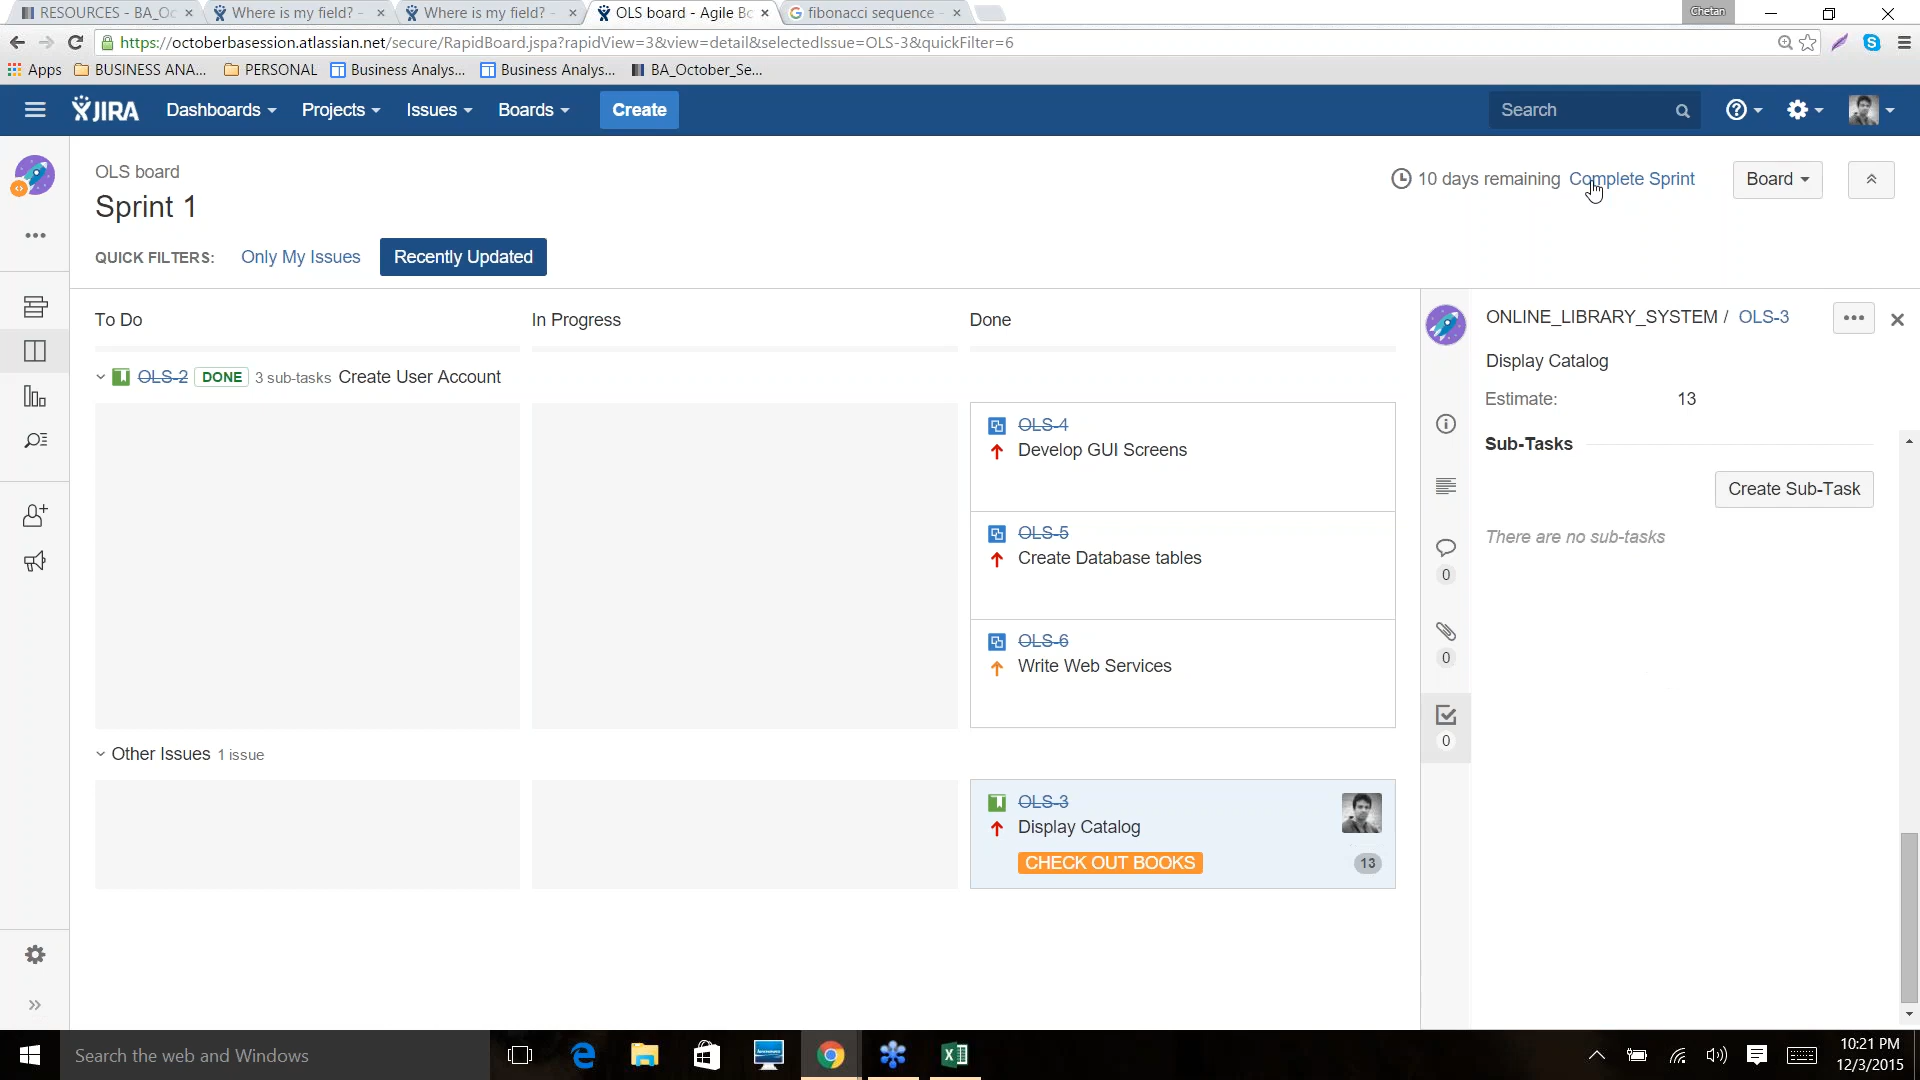 RESOURCES - BA_Oc
Where is my field? -
Where is my field? -
OLS board - Agile Bo
fibonacci sequence -
Chetan
https://octoberbasession.atlassian.net/secure/RapidBoard.jspa?rapidView=3&view=detail&selectedIssue=OLS-3&quickFilter=6
Apps
BUSINESS ANA...
PERSONAL
Business Analys...
Business Analys...
BA_October_Se...
JIRA
Dashboards
Projects
Issues
Boards
Create
Search
OLS board
Sprint 1
10 days remaining
Complete Sprint
Board
QUICK FILTERS:
Only My Issues
Recently Updated
To Do
In Progress
Done
OLS-2
DONE
3 sub-tasks
Create User Account
OLS-4
Develop GUI Screens
OLS-5
Create Database tables
OLS-6
Write Web Services
Other Issues
1 issue
OLS-3
Display Catalog
CHECK OUT BOOKS
13
ONLINE_LIBRARY_SYSTEM /
OLS-3
Display Catalog
Estimate:
13
Sub-Tasks
Create Sub-Task
There are no sub-tasks
0
0
0
Search the web and Windows
10:21 PM
12/3/2015